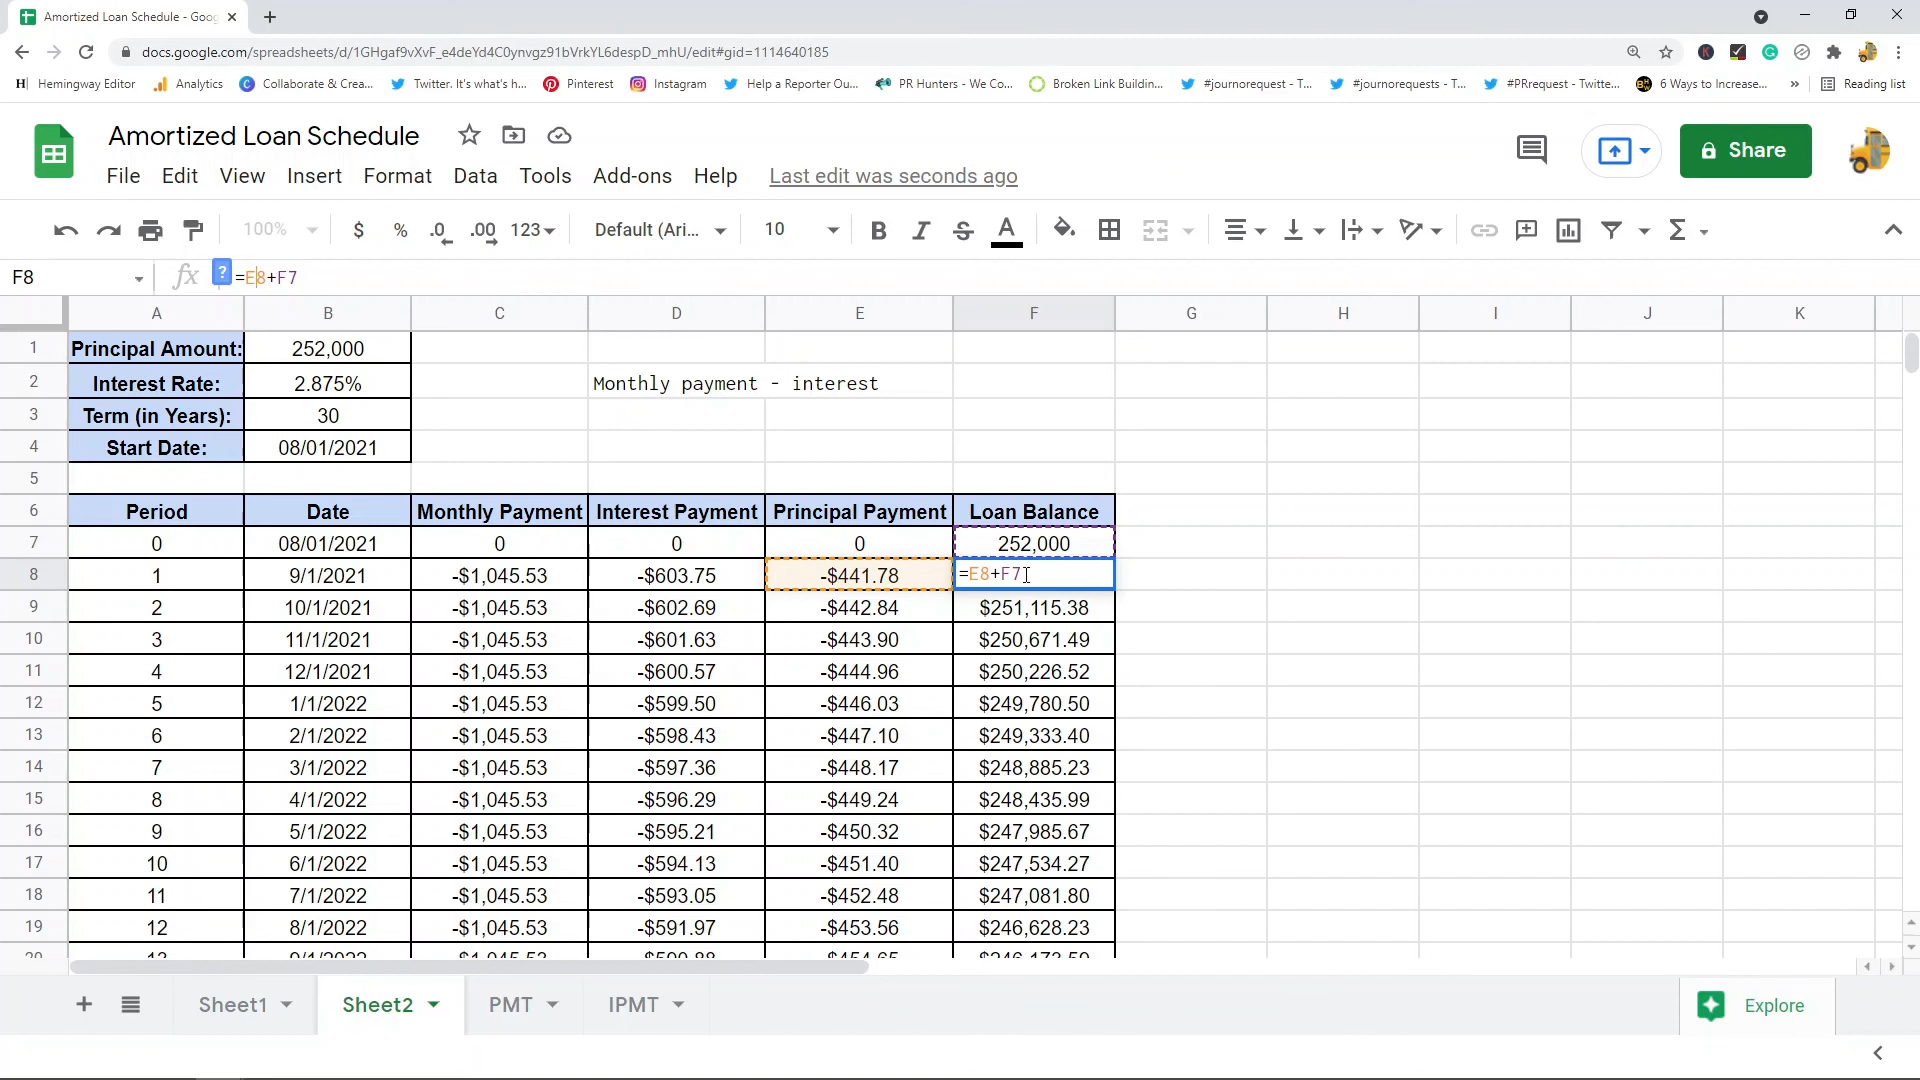 Amortized Loan Schedule - Goog
docs.google.com/spreadsheets/d/1GHgaf9vXvF_e4deYd4C0ynvgz91bVrkYL6despD_mhU/edit#gid=1114640185
Hemingway Editor Analytics Collaborate & Crea... Twitter. It's what's h... Pinterest Instagram Help a Reporter Ou... PR Hunters - We Co... Broken Link Building... #journorequest - T... #journorequests - T... #PRrequest - Twitte... 6 Ways to Increase... » Reading list
Amortized Loan Schedule
Share
File Edit View Insert Format Data Tools Add-ons Help Last edit was seconds ago
100% $ % .0 .00 123 Default (Ari... 10 B I S A Σ
F8 fx ? =E8+F7
A B C D E F G H I J K
1 Principal Amount: 252,000
2 Interest Rate: 2.875% Monthly payment - interest
3 Term (in Years): 30
4 Start Date: 08/01/2021
5
6 Period Date Monthly Payment Interest Payment Principal Payment Loan Balance
7 0 08/01/2021 0 0 0 252,000
8 1 9/1/2021 -$1,045.53 -$603.75 -$441.78 =E8+F7
9 2 10/1/2021 -$1,045.53 -$602.69 -$442.84 $251,115.38
10 3 11/1/2021 -$1,045.53 -$601.63 -$443.90 $250,671.49
11 4 12/1/2021 -$1,045.53 -$600.57 -$444.96 $250,226.52
12 5 1/1/2022 -$1,045.53 -$599.50 -$446.03 $249,780.50
13 6 2/1/2022 -$1,045.53 -$598.43 -$447.10 $249,333.40
14 7 3/1/2022 -$1,045.53 -$597.36 -$448.17 $248,885.23
15 8 4/1/2022 -$1,045.53 -$596.29 -$449.24 $248,435.99
16 9 5/1/2022 -$1,045.53 -$595.21 -$450.32 $247,985.67
17 10 6/1/2022 -$1,045.53 -$594.13 -$451.40 $247,534.27
18 11 7/1/2022 -$1,045.53 -$593.05 -$452.48 $247,081.80
19 12 8/1/2022 -$1,045.53 -$591.97 -$453.56 $246,628.23
Sheet1 Sheet2 PMT IPMT Explore